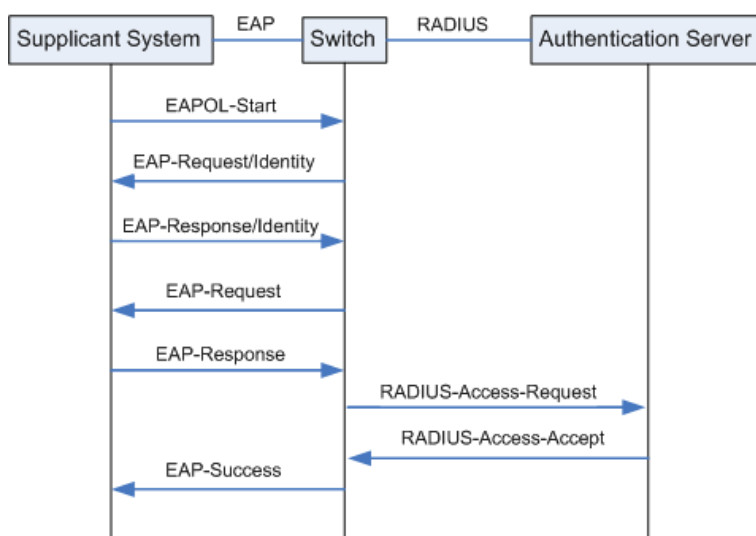 EAP
RADIUS
Supplicant System
Switch
Authentication Server
EAPOL-Start
EAP-Request/Identity
EAP-Response/Identity
EAP-Request
EAP-Response
RADIUS-Access-Request
RADIUS-Access-Accept
EAP-Success